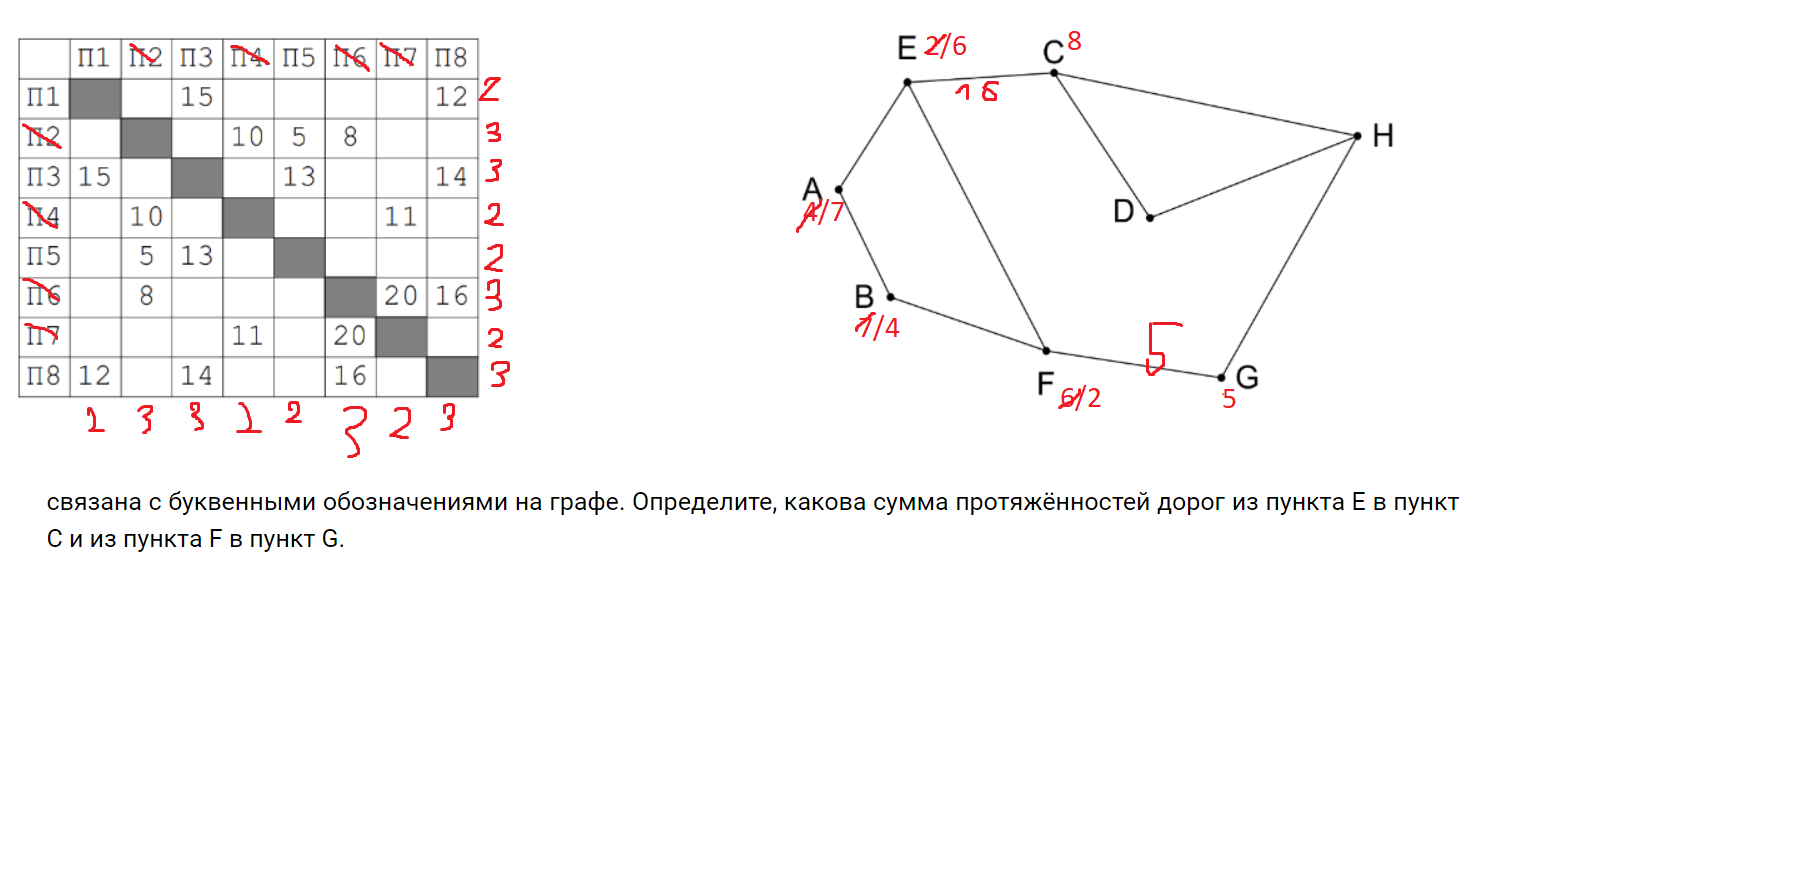 П1 П2 П3 П4 П5 П6 П7 П8
П1 15 12 2
П2 10 5 8 3
П3 15 13 14 3
П4 10 11 2
П5 5 13 2
П6 8 20 16 3
П7 11 20 2
П8 12 14 16 3
2 3 3 2 2 3 2 3
E 2/6
C 8
16
H
A
4/7
D
B
7/4
5
F 6/2
G
5
связана с буквенными обозначениями на графе. Определите, какова сумма протяжённостей дорог из пункта E в пункт
C и из пункта F в пункт G.